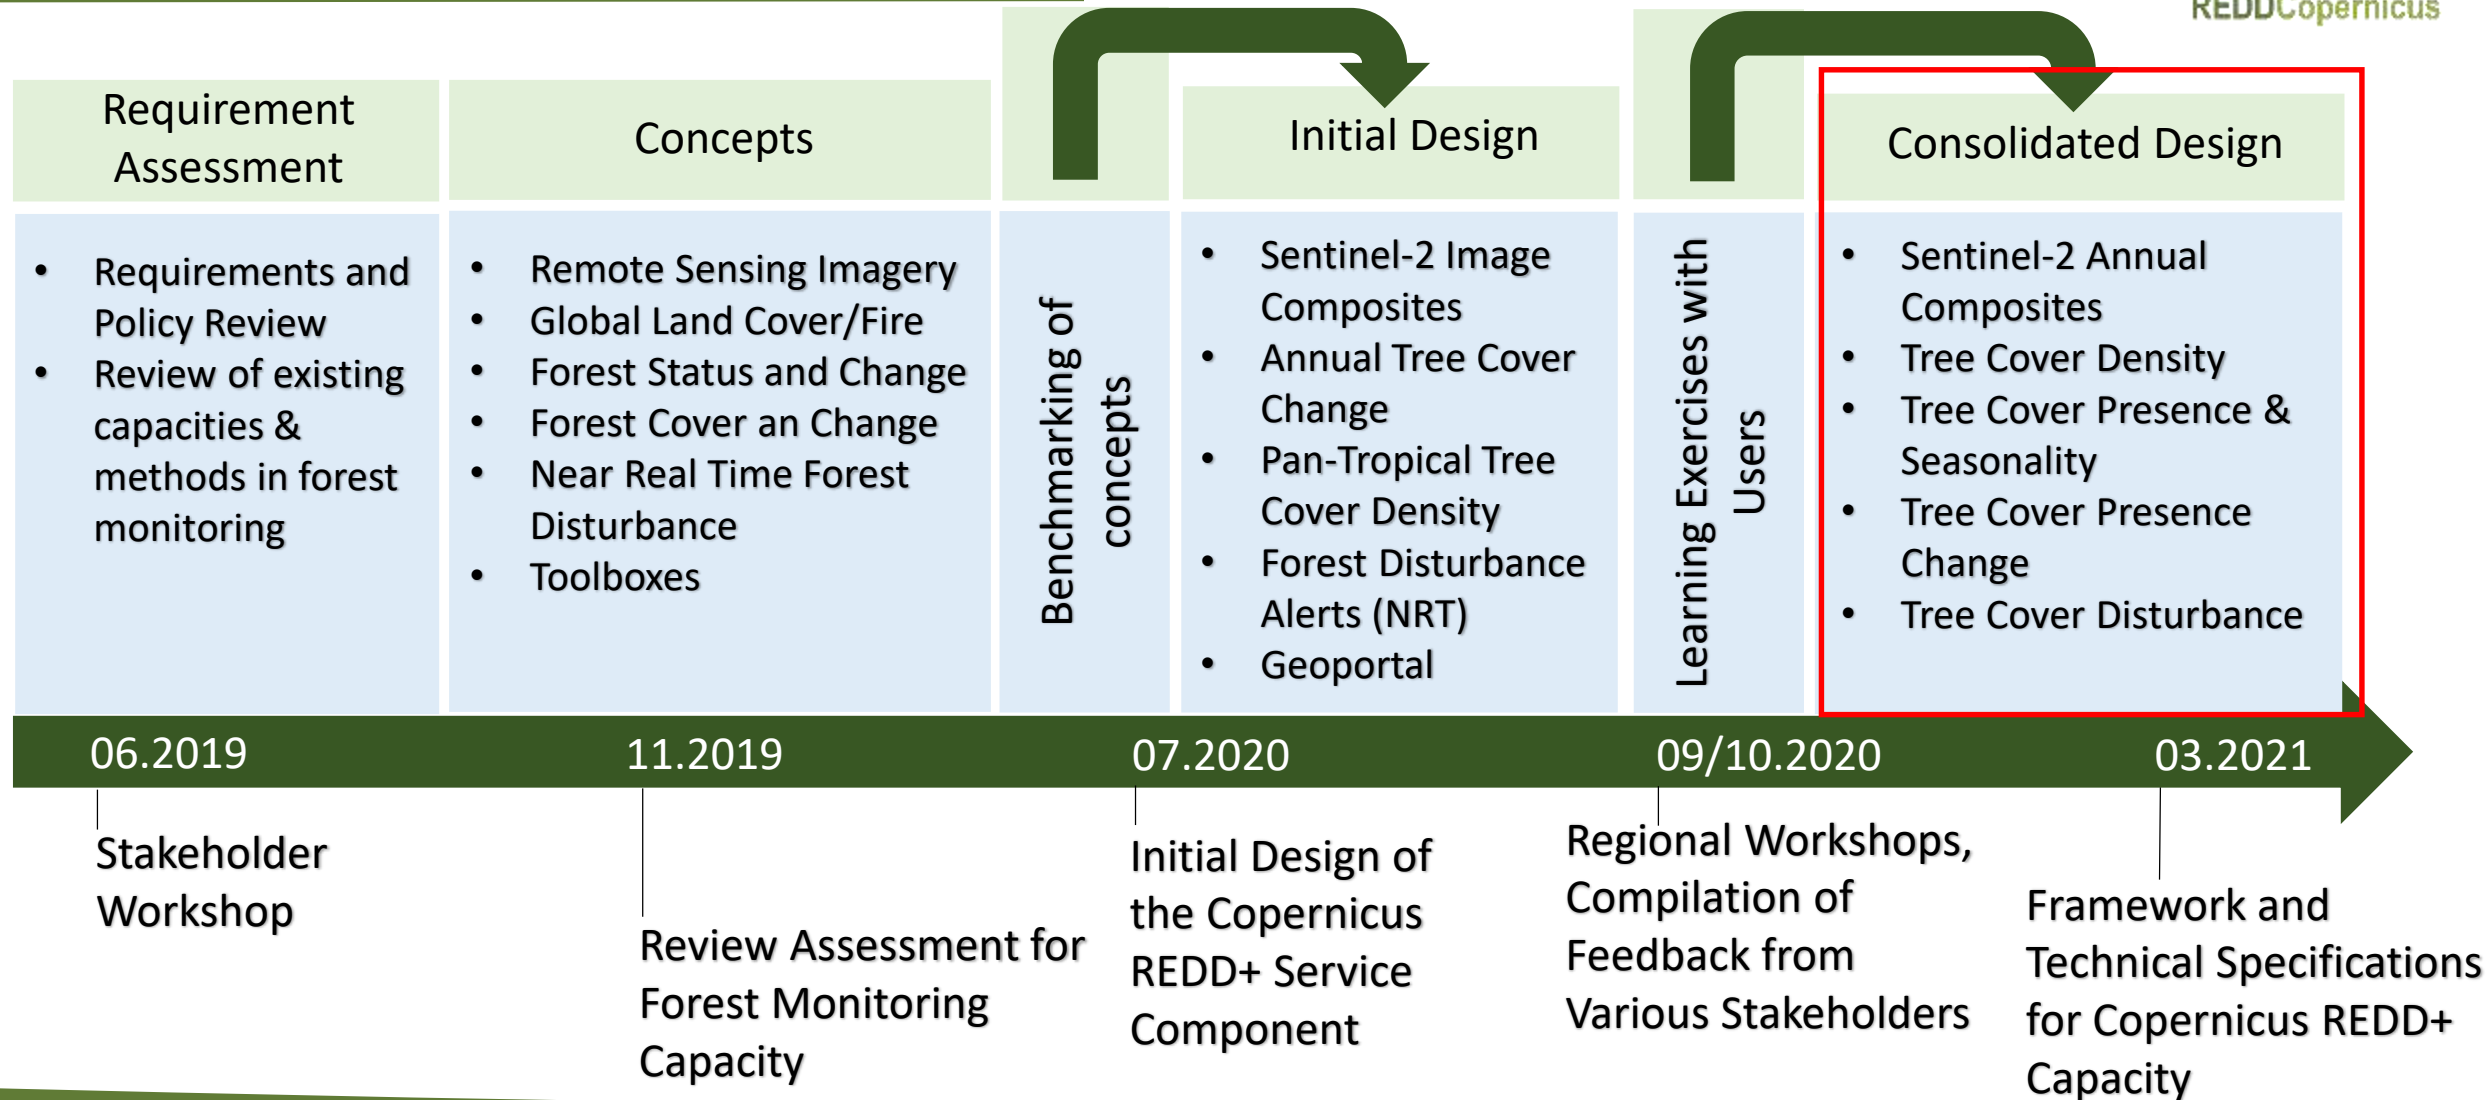 REDDCopernicus
Requirement
Assessment
Concepts
Initial Design
Consolidated Design
• Requirements and
Policy Review
• Review of existing
capacities &
methods in forest
monitoring
• Remote Sensing Imagery
• Global Land Cover/Fire
• Forest Status and Change
• Forest Cover an Change
• Near Real Time Forest
Disturbance
• Toolboxes
Benchmarking of
concepts
• Sentinel-2 Image
Composites
• Annual Tree Cover
Change
• Pan-Tropical Tree
Cover Density
• Forest Disturbance
Alerts (NRT)
• Geoportal
Learning Exercises with
Users
• Sentinel-2 Annual
Composites
• Tree Cover Density
• Tree Cover Presence &
Seasonality
• Tree Cover Presence
Change
• Tree Cover Disturbance
06.2019
11.2019
07.2020
09/10.2020
03.2021
Stakeholder
Workshop
Review Assessment for
Forest Monitoring
Capacity
Initial Design of
the Copernicus
REDD+ Service
Component
Regional Workshops,
Compilation of
Feedback from
Various Stakeholders
Framework and
Technical Specifications
for Copernicus REDD+
Capacity